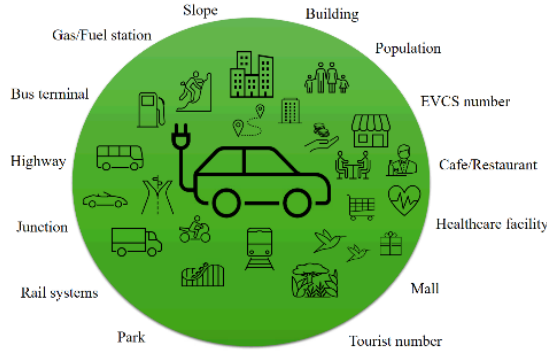 Slope
Building
Gas/Fuel station
Population
Bus terminal
EVCS number
Highway
Cafe/Restaurant
Junction
Healthcare facility
Rail systems
Mall
Park
Tourist number